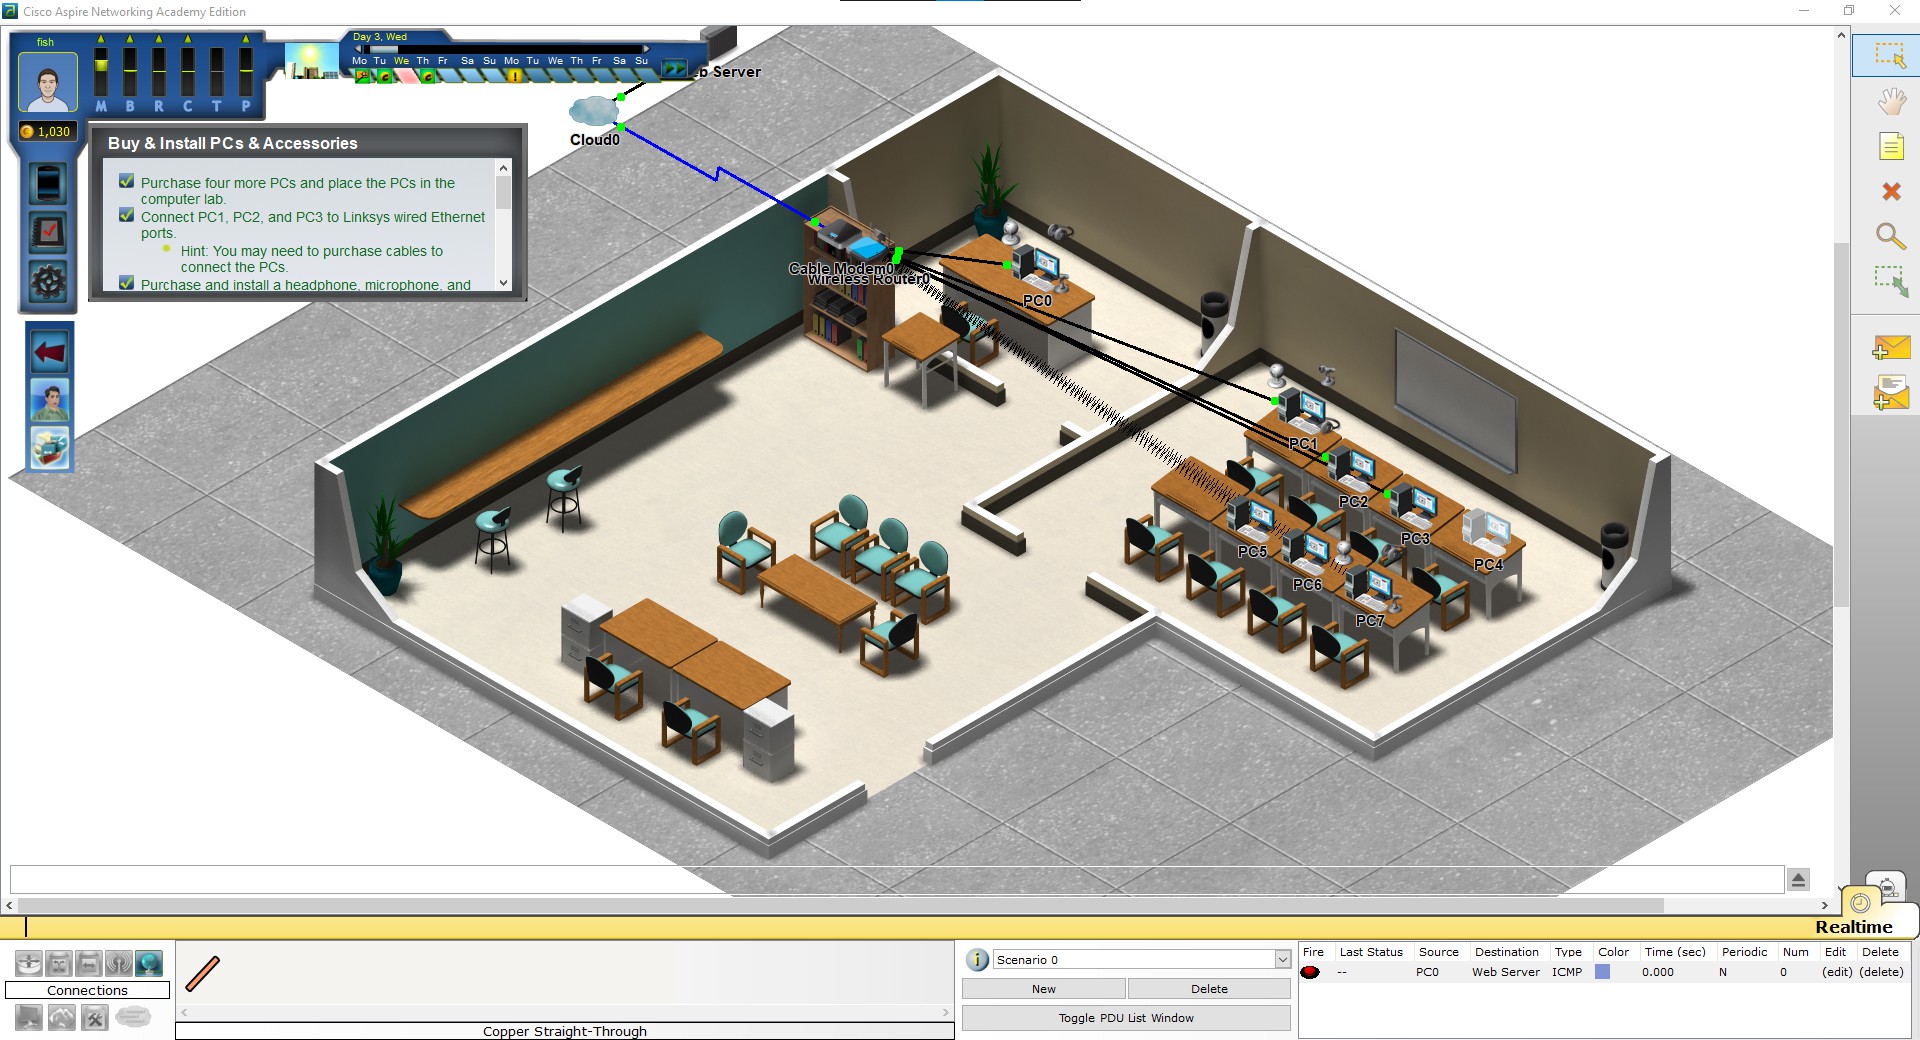 Cisco Aspire Networking Academy Edition
fish
M B R C T P
1,030
Day 3, Wed
Mo Tu We Th Fr Sa Su Mo Tu We Th Fr Sa Su
b Server
Cloud0
Buy & Install PCs & Accessories
Purchase four more PCs and place the PCs in the
computer lab.
Connect PC1, PC2, and PC3 to Linksys wired Ethernet
ports.
Hint: You may need to purchase cables to
connect the PCs.
Purchase and install a headphone, microphone, and
Cable Modem0
Wireless Router0
PC0
PC1
PC2
PC3
PC4
PC5
PC6
PC7
Realtime
Connections
Copper Straight-Through
Scenario 0
New
Delete
Toggle PDU List Window
Fire Last Status Source Destination Type Color Time (sec) Periodic Num Edit Delete
-- PC0 Web Server ICMP 0.000 N 0 (edit) (delete)